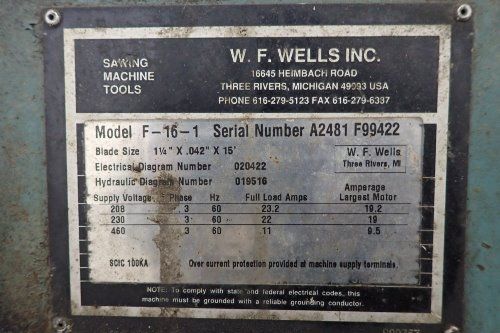 SAWING
MACHINE
TOOLS
W. F. WELLS INC.
16645 HEIMBACH ROAD
THREE RIVERS, MICHIGAN 49093 USA
PHONE 616-279-5123 FAX 616-279-6337
Model F-16-1 Serial Number A2481 F99422
Blade Size 1¼" X .042" X 15'
Electrical Diagram Number 020422
Hydraulic Diagram Number 019516
W. F. Wells
Three Rivers, MI
Supply Voltage Phase Hz Full Load Amps Amperage Largest Motor
208 3 60 23.2 19.2
230 3 60 22 19
460 3 60 11 9.5
SCIC 100KA Over current protection provided at machine supply terminals.
NOTE: To comply with state and federal electrical codes, this
machine must be grounded with a reliable grounding conductor.